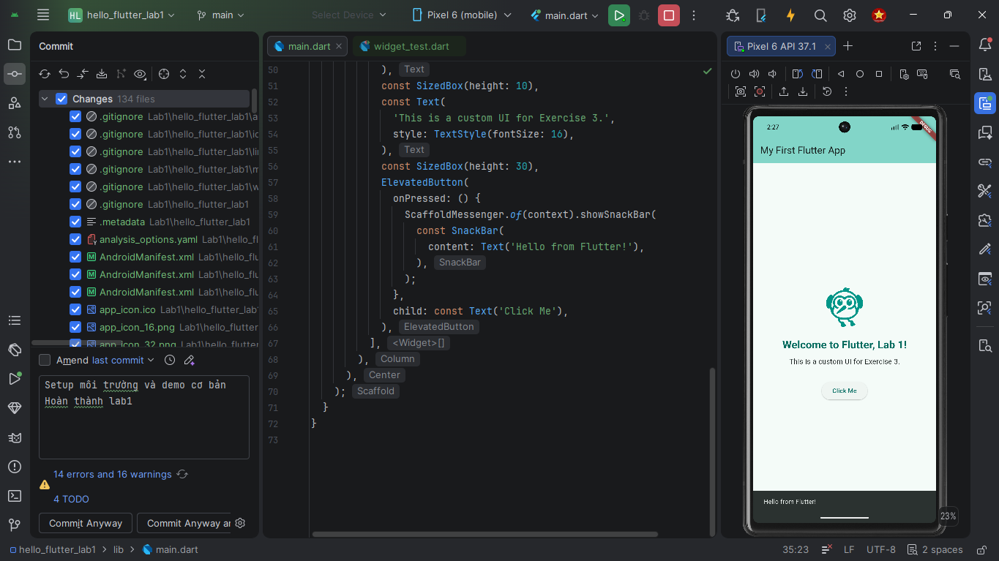 HL hello_flutter_lab1 main Select Device Pixel 6 (mobile) main.dart
Commit
Changes 134 files
.gitignore Lab1\hello_flutter_lab1\a
.gitignore Lab1\hello_flutter_lab1\ic
.gitignore Lab1\hello_flutter_lab1\lin
.gitignore Lab1\hello_flutter_lab1\m
.gitignore Lab1\hello_flutter_lab1\w
.gitignore Lab1\hello_flutter_lab1
.metadata Lab1\hello_flutter_lab1
analysis_options.yaml Lab1\hello_fl
AndroidManifest.xml Lab1\hello_flu
AndroidManifest.xml Lab1\hello_flu
AndroidManifest.xml Lab1\hello_flu
app_icon.ico Lab1\hello_flutter_lab1
app_icon_16.png Lab1\hello_flutter
app_icon_32.png Lab1\hello_flutter
Amend last commit
Setup môi trường và demo cơ bản
Hoàn thành lab1
14 errors and 16 warnings
4 TODO
Commit Anyway Commit Anyway ar
main.dart widget_test.dart
50 ), Text
51 const SizedBox(height: 10),
52 const Text(
53 'This is a custom UI for Exercise 3.',
54 style: TextStyle(fontSize: 16),
55 ), Text
56 const SizedBox(height: 30),
57 ElevatedButton(
58 onPressed: () {
59 ScaffoldMessenger.of(context).showSnackBar(
60 const SnackBar(
61 content: Text('Hello from Flutter!'),
62 ), SnackBar
63 );
64 },
65 child: const Text('Click Me'),
66 ), ElevatedButton
67 ], <Widget>[]
68 ), Column
69 ), Center
70 ); Scaffold
71 }
72 }
73
Pixel 6 API 37.1
2:27
DEBUG
My First Flutter App
Welcome to Flutter, Lab 1!
This is a custom UI for Exercise 3.
Click Me
Hello from Flutter!
23%
hello_flutter_lab1 > lib > main.dart 35:23 LF UTF-8 2 spaces